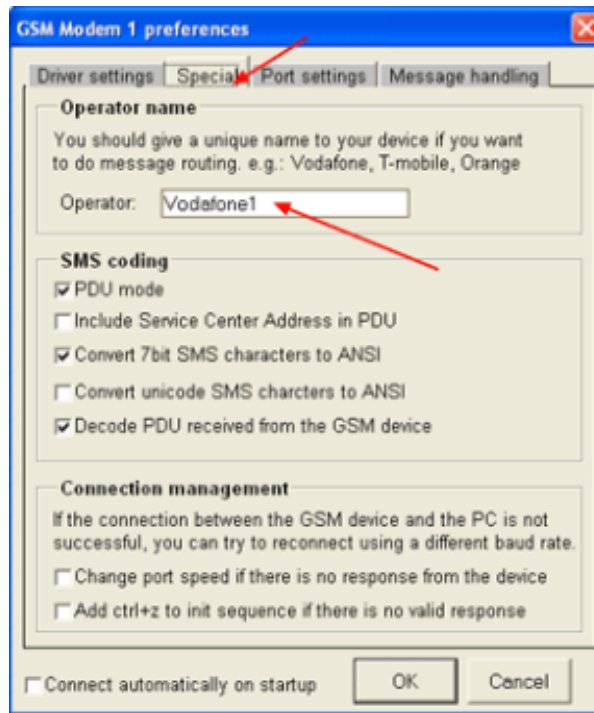 GSM Modem 1 preferences
Driver settings Special Port settings Message handling
Operator name
You should give a unique name to your device if you want
to do message routing. e.g.: Vodafone, T-mobile, Orange
Operator: Vodafone1
SMS coding
PDU mode
Include Service Center Address in PDU
Convert 7bit SMS characters to ANSI
Convert unicode SMS charcters to ANSI
Decode PDU received from the GSM device
Connection management
If the connection between the GSM device and the PC is not
successful, you can try to reconnect using a different baud rate.
Change port speed if there is no response from the device
Add ctrl+z to init sequence if there is no valid response
Connect automatically on startup OK Cancel